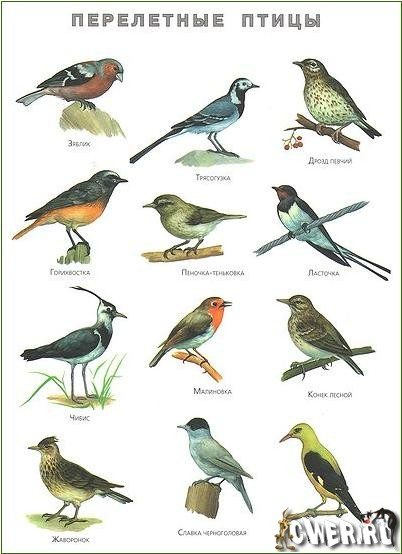 ПЕРЕЛЕТНЫЕ ПТИЦЫ
Зяблик
Трясогузка
Дрозд певчий
Горихвостка
Пеночка-теньковка
Ласточка
Чибис
Малиновка
Конек лесной
Жаворонок
Славка черноголовая
CWER.RU